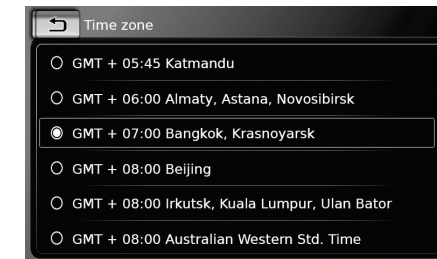 Time zone
GMT + 05:45 Katmandu
GMT + 06:00 Almaty, Astana, Novosibirsk
GMT + 07:00 Bangkok, Krasnoyarsk
GMT + 08:00 Beijing
GMT + 08:00 Irkutsk, Kuala Lumpur, Ulan Bator
GMT + 08:00 Australian Western Std. Time